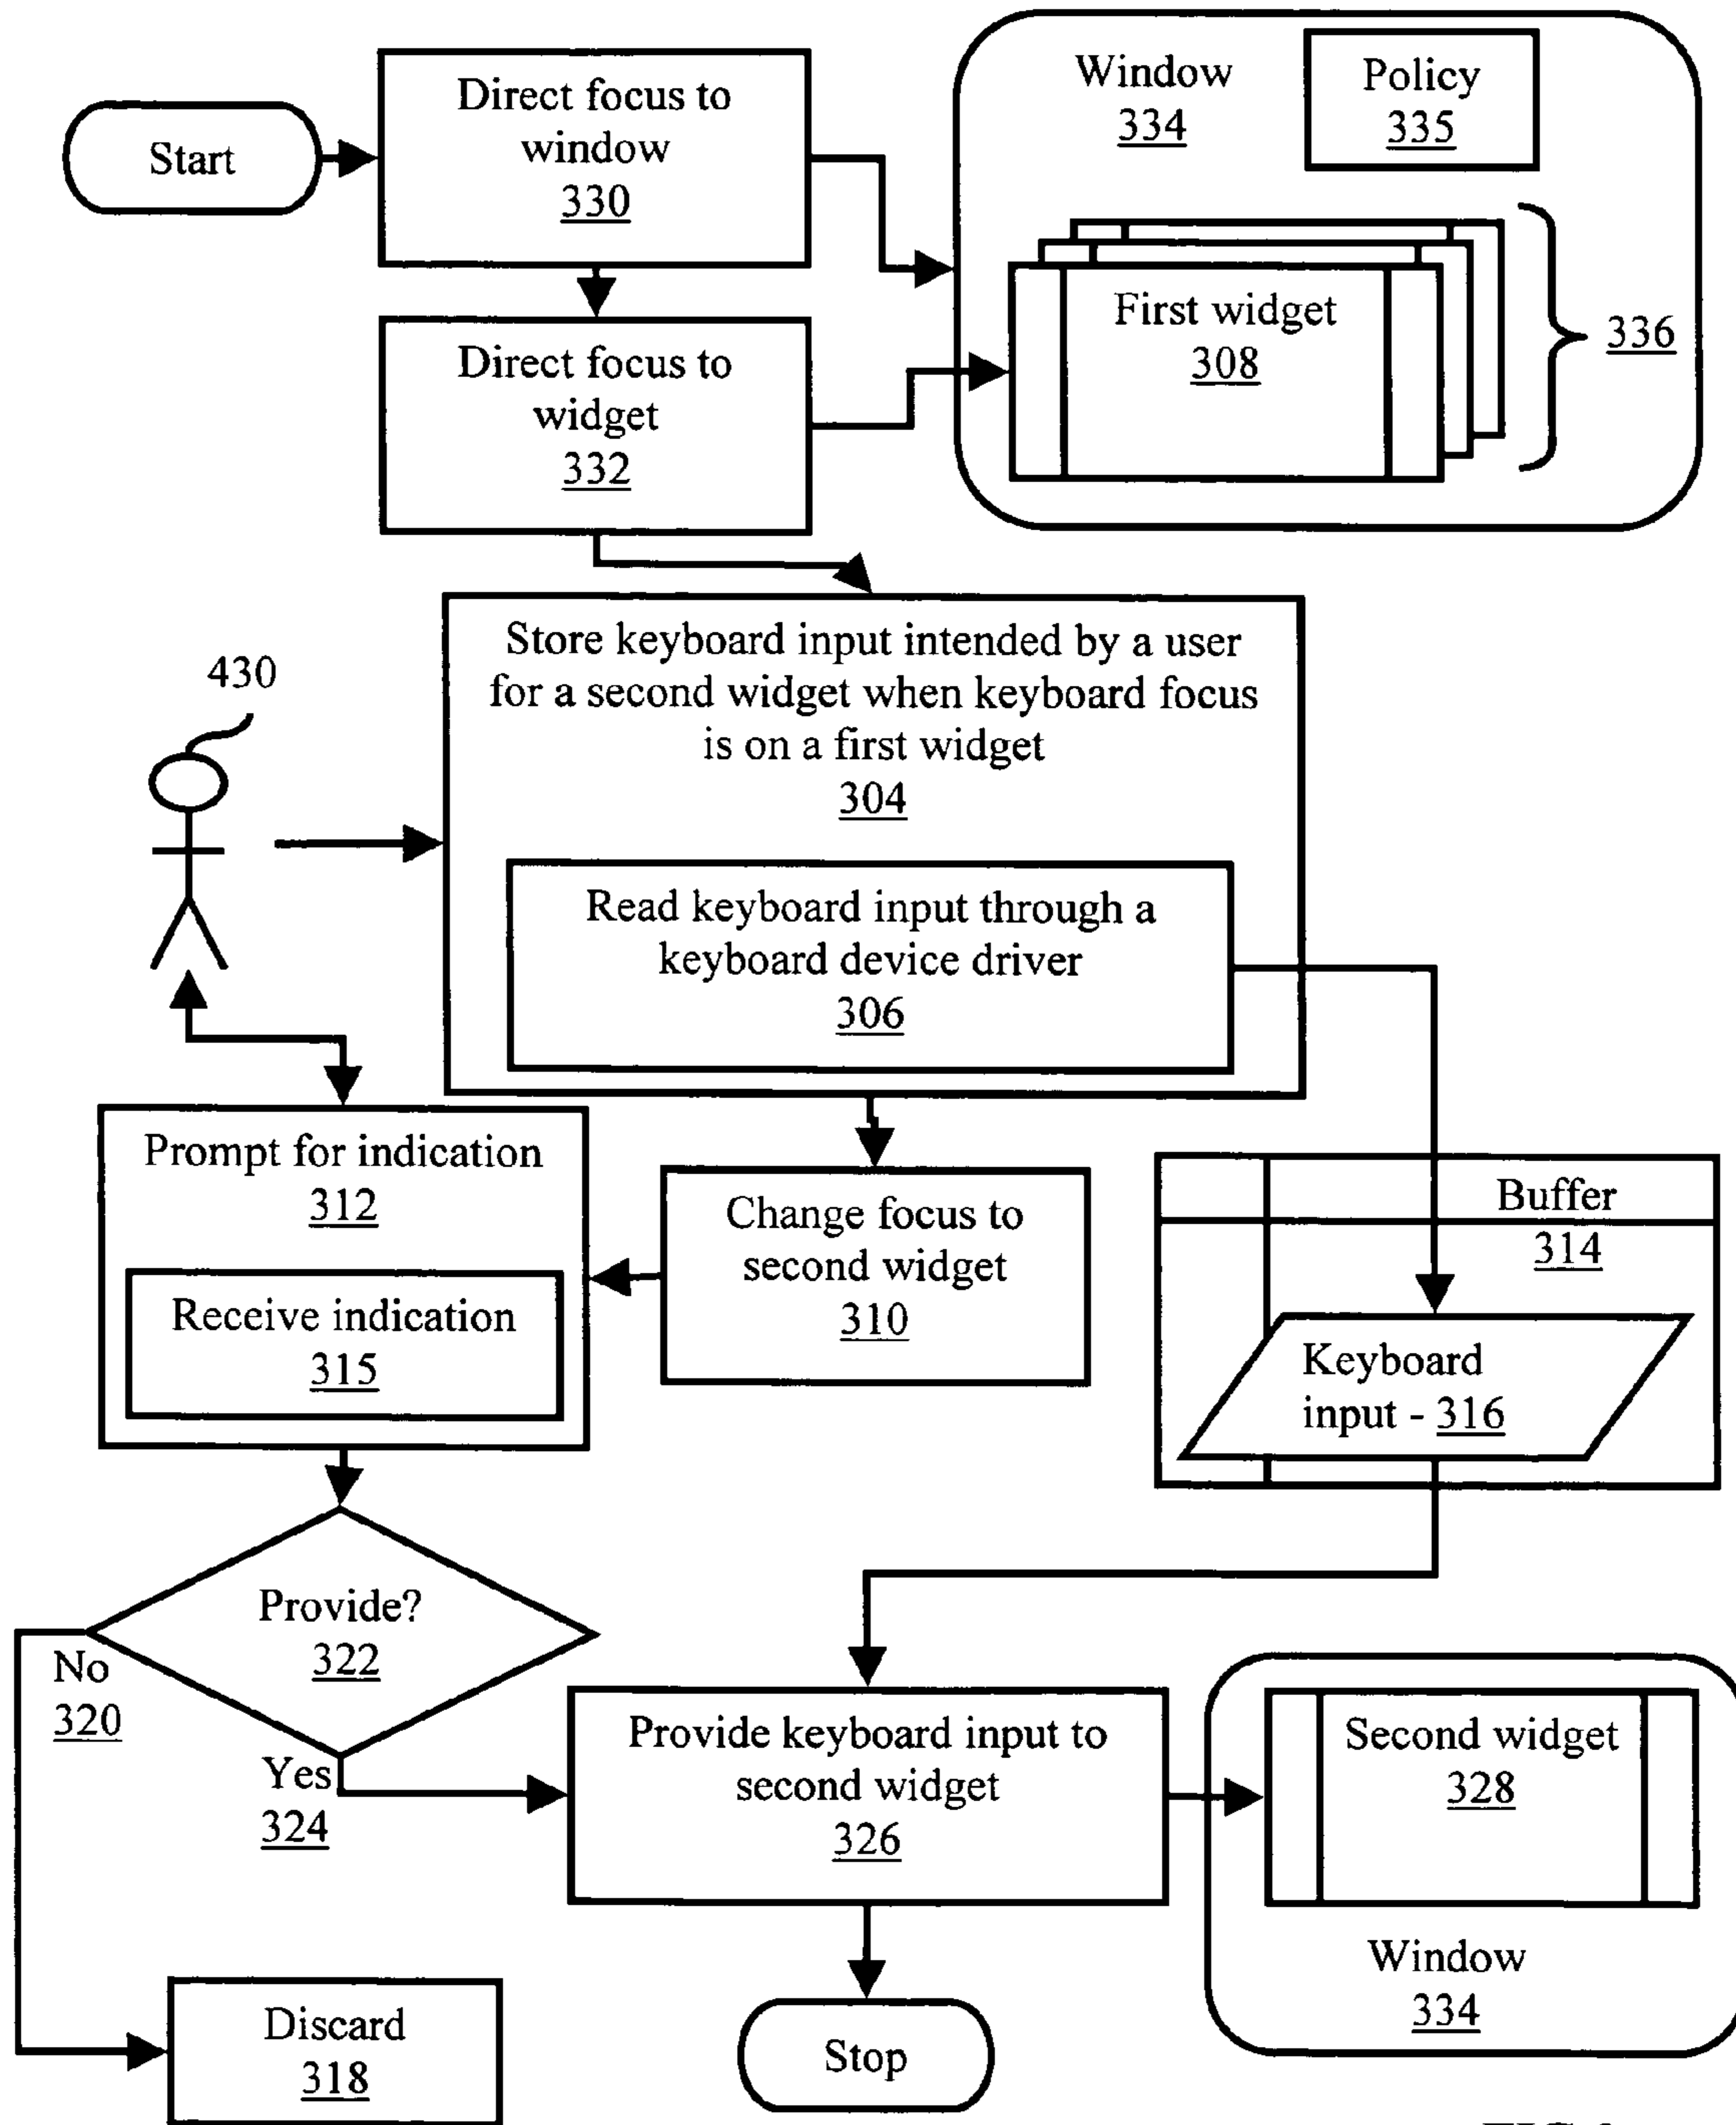 Start
Direct focus to
window
330
Window
334
Policy
335
First widget
308
336
Direct focus to
widget
332
Store keyboard input intended by a user
for a second widget when keyboard focus
is on a first widget
304
430
Read keyboard input through a
keyboard device driver
306
Prompt for indication
312
Receive indication
315
Change focus to
second widget
310
Buffer
314
Keyboard
input - 316
Provide?
322
No
320
Yes
324
Provide keyboard input to
second widget
326
Second widget
328
Window
334
Discard
318
Stop